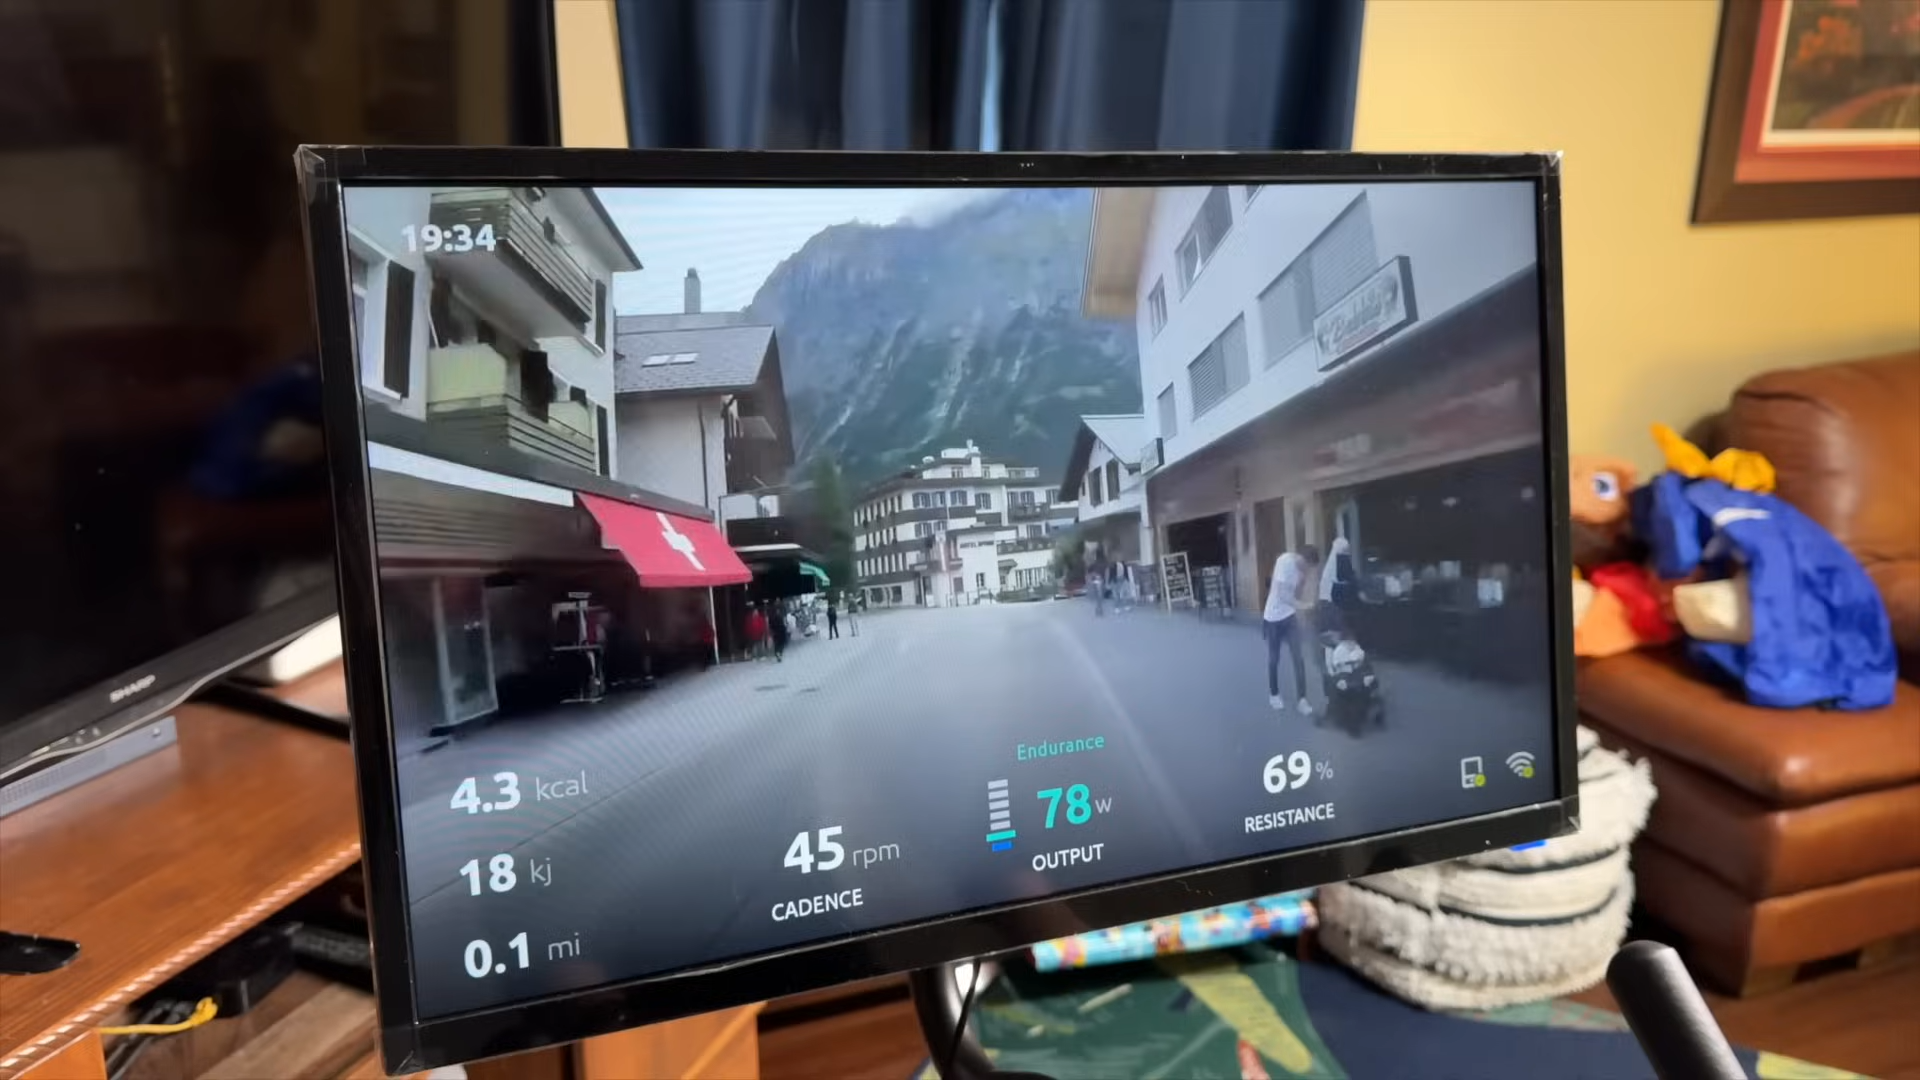 19:34
SHARP
4.3 kcal
18 kj
0.1 mi
45 rpm
CADENCE
Endurance
78 w
OUTPUT
69 %
RESISTANCE